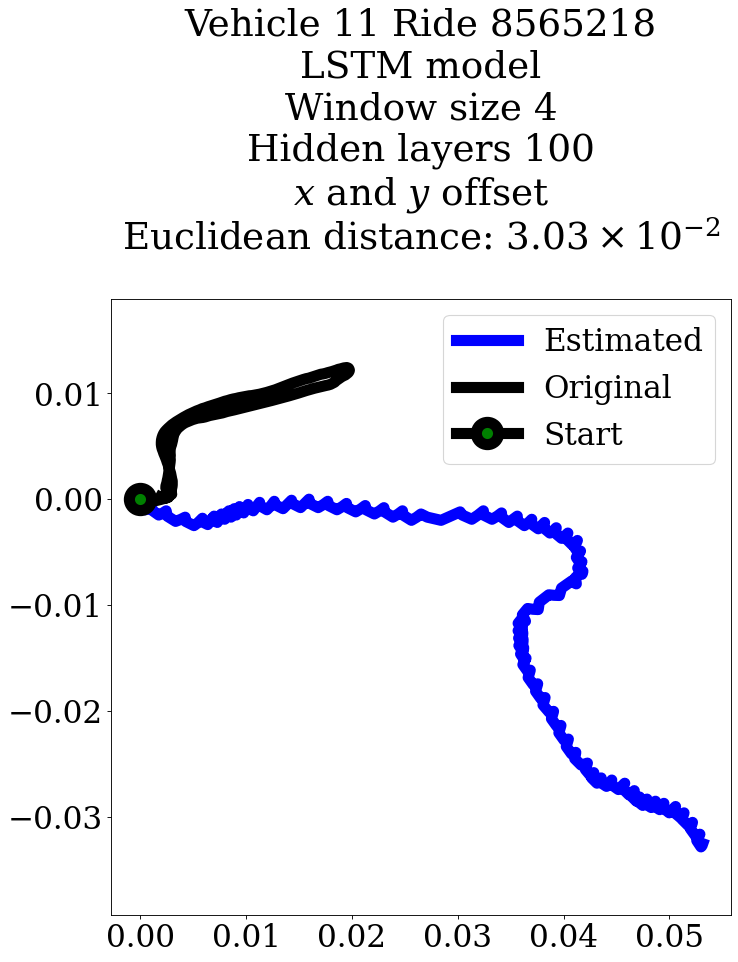 Vehicle 11 Ride 8565218
LSTM model
Window size 4
Hidden layers 100
x and y offset
Euclidean distance: 3.03 × 10⁻²
Estimated
Original
Start
0.01
0.00
−0.01
−0.02
−0.03
0.00 0.01 0.02 0.03 0.04 0.05